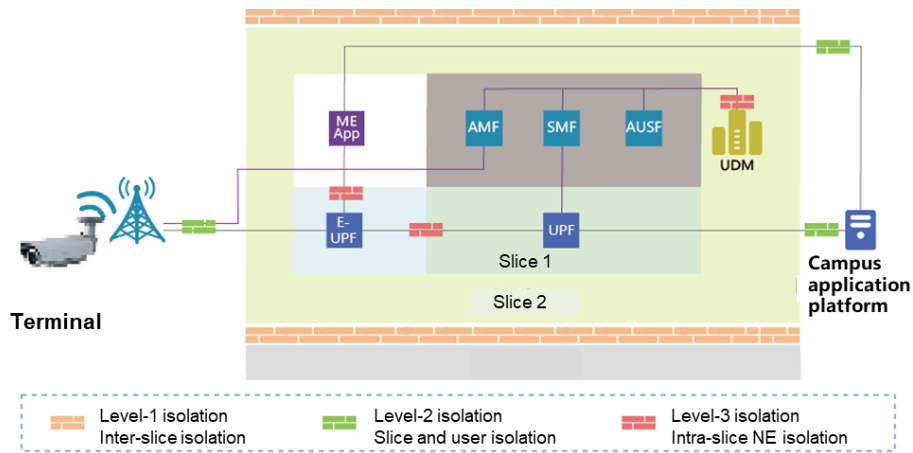 ME
App
AMF
SMF
AUSF
UDM
E-
UPF
UPF
Slice 1
Slice 2
Terminal
Campus
application
platform
Level-1 isolation
Inter-slice isolation
Level-2 isolation
Slice and user isolation
Level-3 isolation
Intra-slice NE isolation